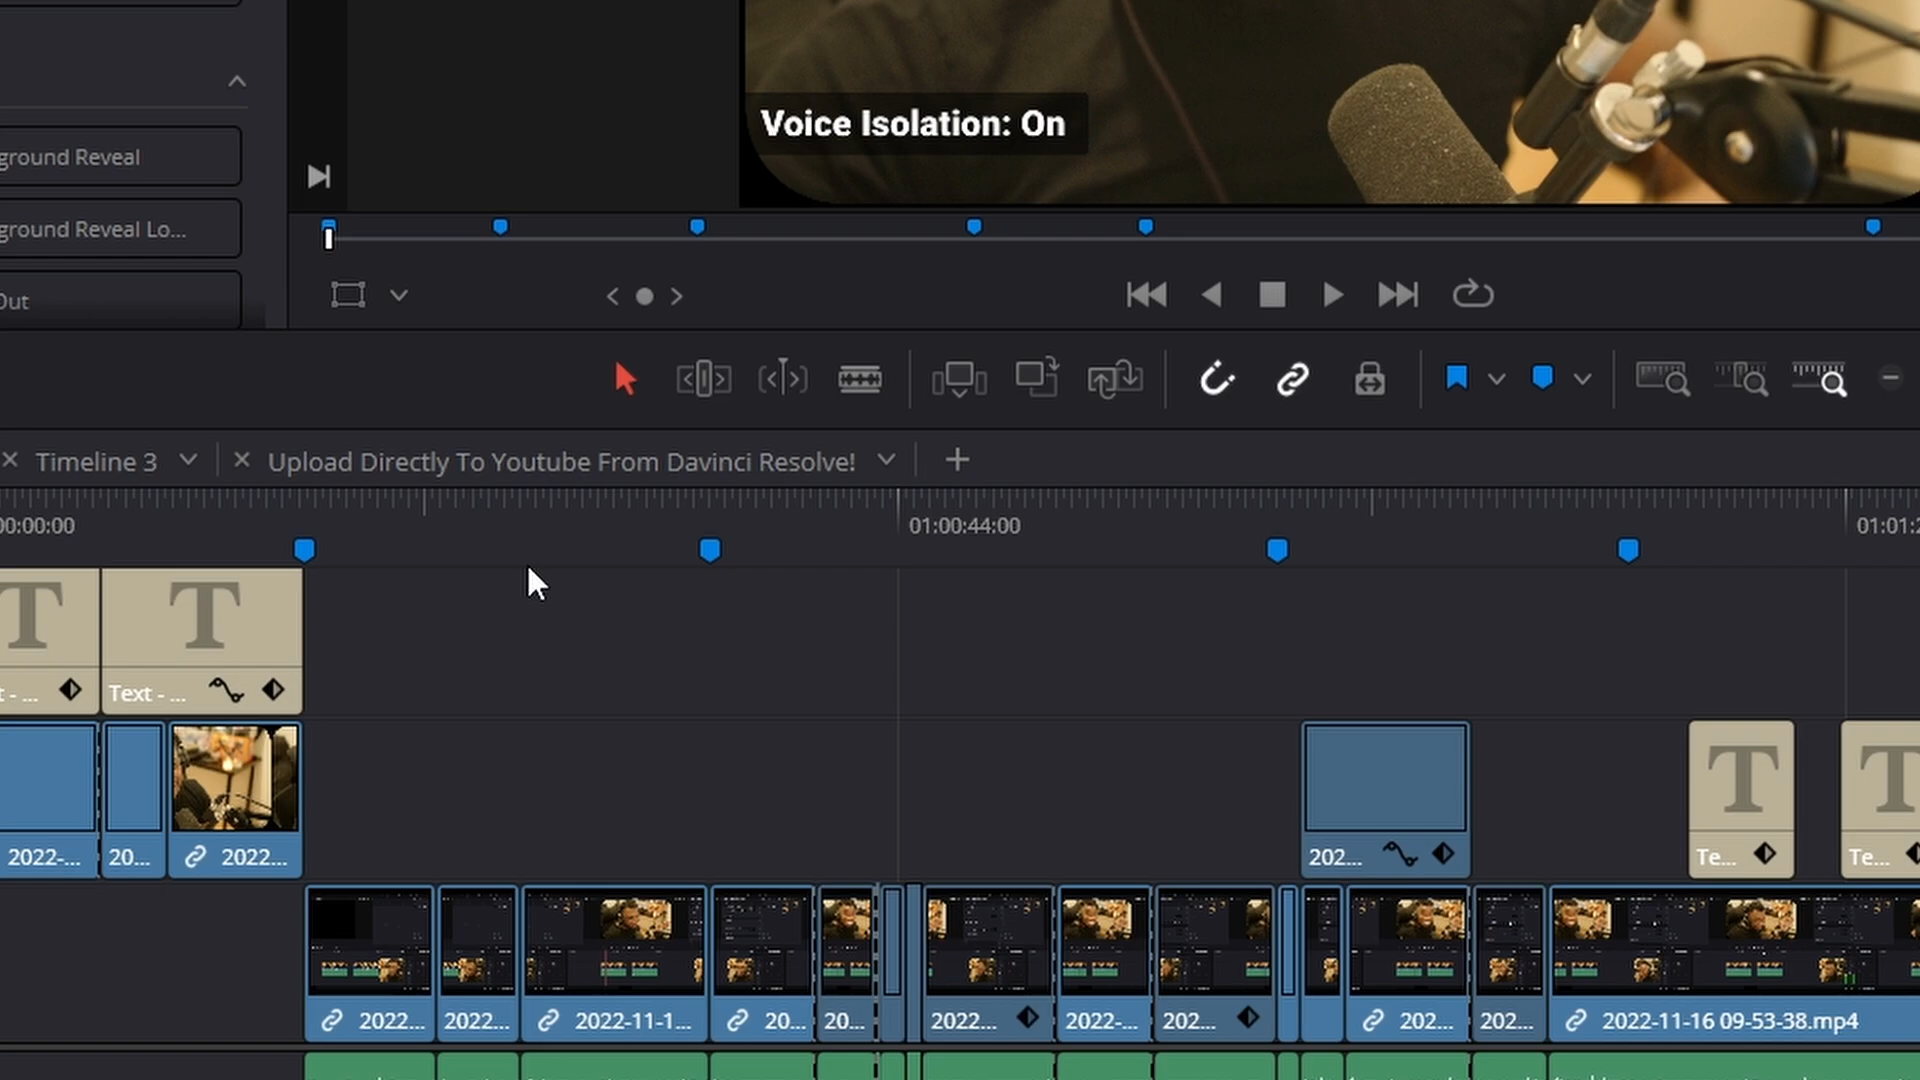 Voice Isolation: On
ground Reveal
ground Reveal Lo...
Out
Timeline 3
Upload Directly To Youtube From Davinci Resolve!
00:00:00
01:00:44:00
01:01:2
T
T
t - ...
Text - ...
T
T
2022-...
20...
2022...
202...
Te...
Te...
2022...
2022...
2022-11-1...
20...
20...
2022...
2022-...
202...
202...
202...
2022-11-16 09-53-38.mp4